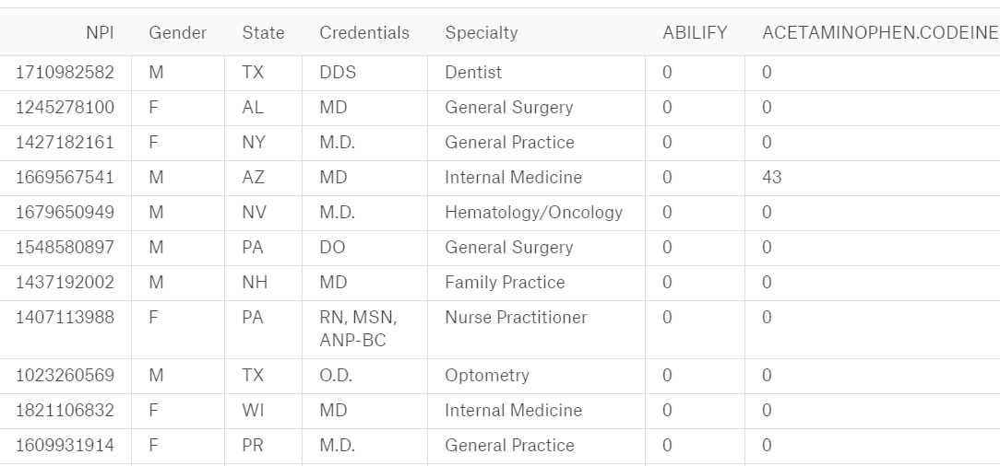 NPI Gender State Credentials Specialty ABILIFY ACETAMINOPHEN.CODEINE
1710982582 M TX DDS Dentist 0 0
1245278100 F AL MD General Surgery 0 0
1427182161 F NY M.D. General Practice 0 0
1669567541 M AZ MD Internal Medicine 0 43
1679650949 M NV M.D. Hematology/Oncology 0 0
1548580897 M PA DO General Surgery 0 0
1437192002 M NH MD Family Practice 0 0
1407113988 F PA RN, MSN, Nurse Practitioner 0 0
ANP-BC
1023260569 M TX O.D. Optometry 0 0
1821106832 F WI MD Internal Medicine 0 0
1609931914 F PR M.D. General Practice 0 0